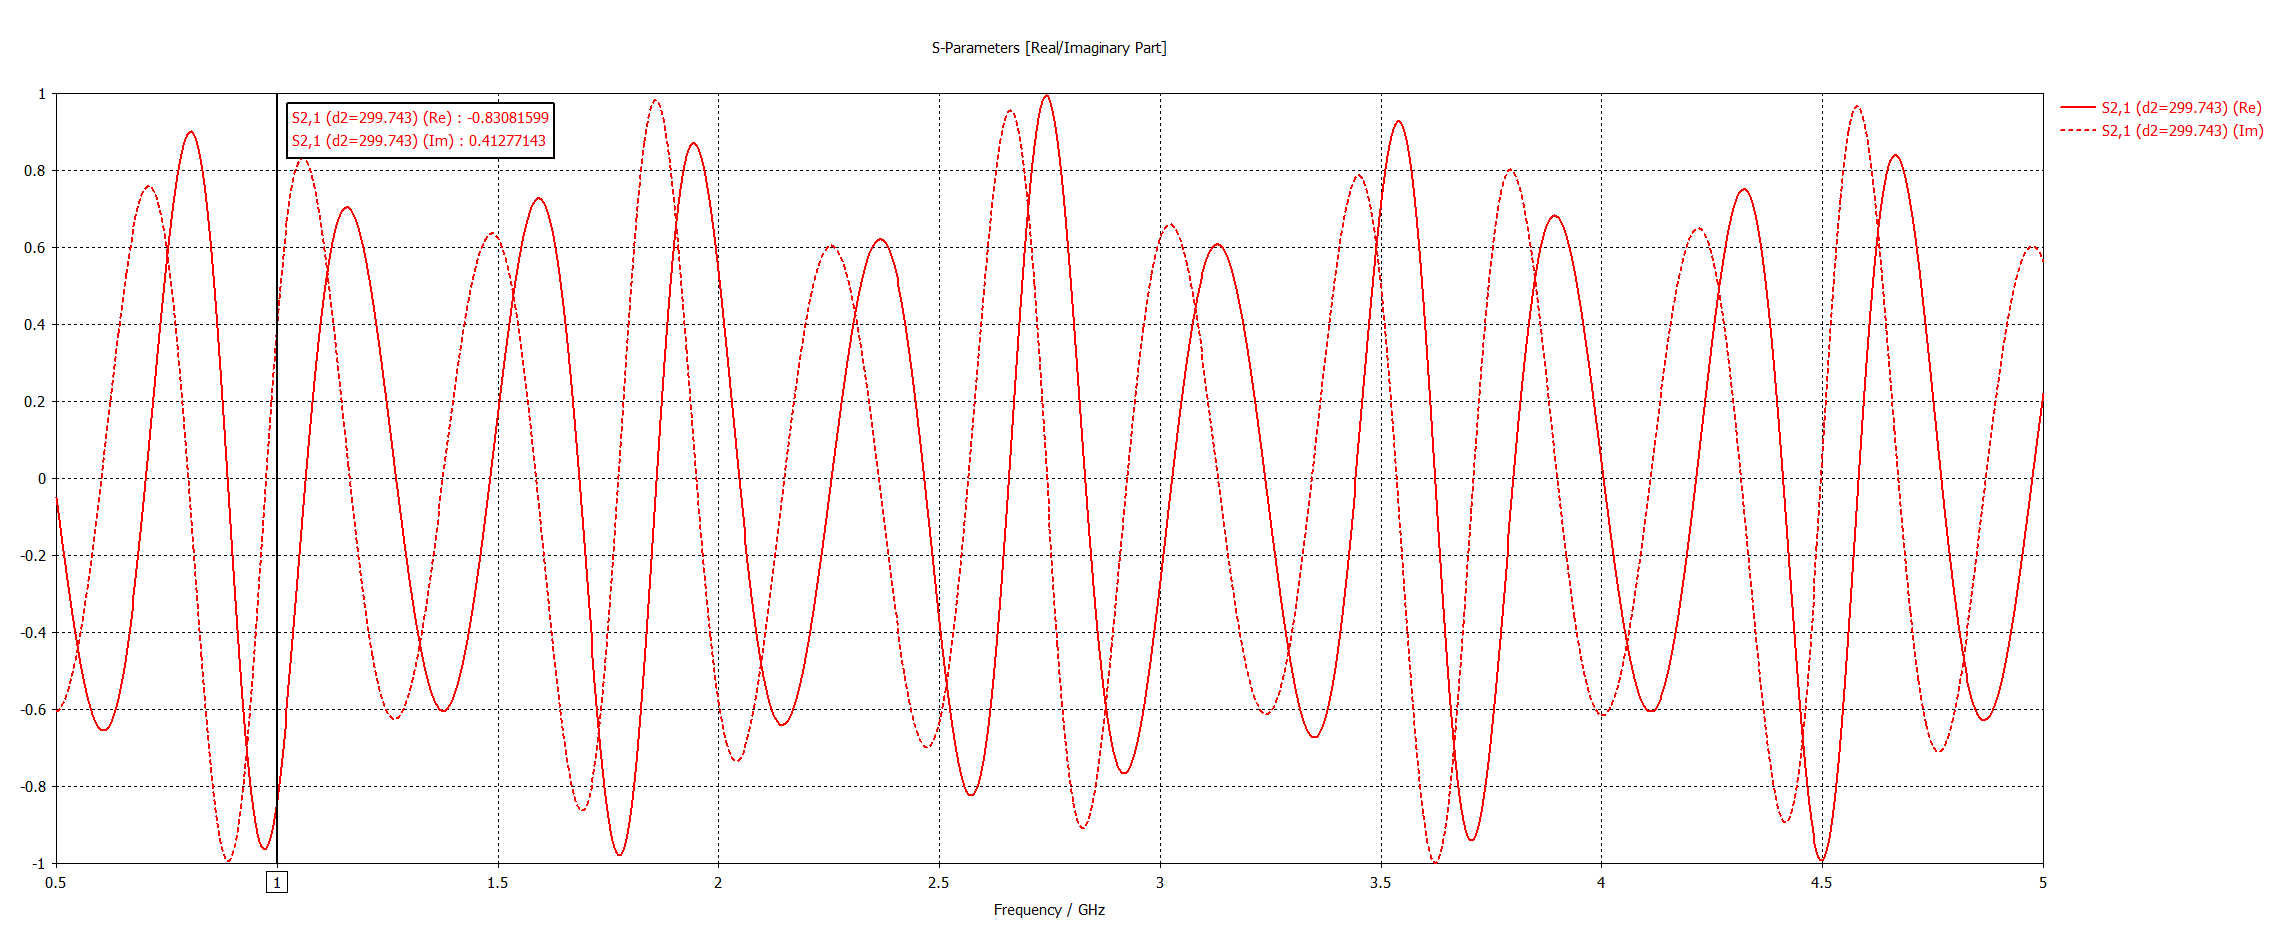 S-Parameters [Real/Imaginary Part]
S2,1 (d2=299.743) (Re) : -0.83081599
S2,1 (d2=299.743) (Im) : 0.41277143
S2,1 (d2=299.743) (Re)
S2,1 (d2=299.743) (Im)
1
0.8
0.6
0.4
0.2
0
-0.2
-0.4
-0.6
-0.8
-1
0.5 1 1.5 2 2.5 3 3.5 4 4.5 5
Frequency / GHz